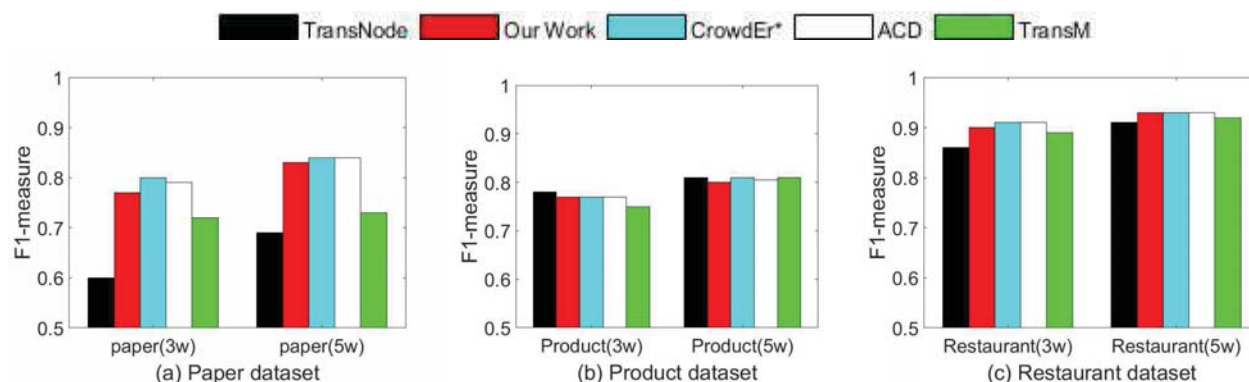 TransNode Our Work CrowdEr* ACD TransM
1
0.9
0.8
0.7
0.6
0.5
F1-measure
paper(3w) paper(5w)
(a) Paper dataset
1
0.9
0.8
0.7
0.6
0.5
F1-measure
Product(3w) Product(5w)
(b) Product dataset
1
0.9
0.8
0.7
0.6
0.5
F1-measure
Restaurant(3w) Restaurant(5w)
(c) Restaurant dataset